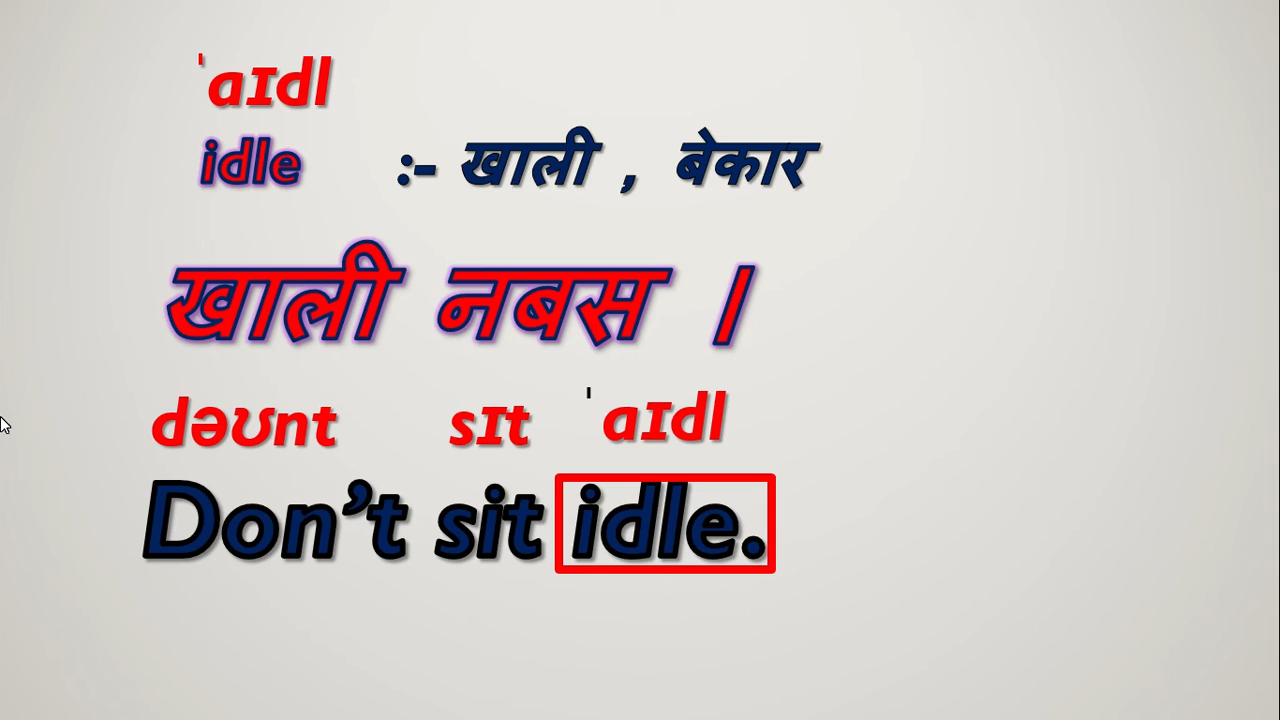 ˈaɪdl
idle :- खाली , बेकार
खाली नबस ।
dəʊnt sɪt ˈaɪdl
Don’t sit idle.